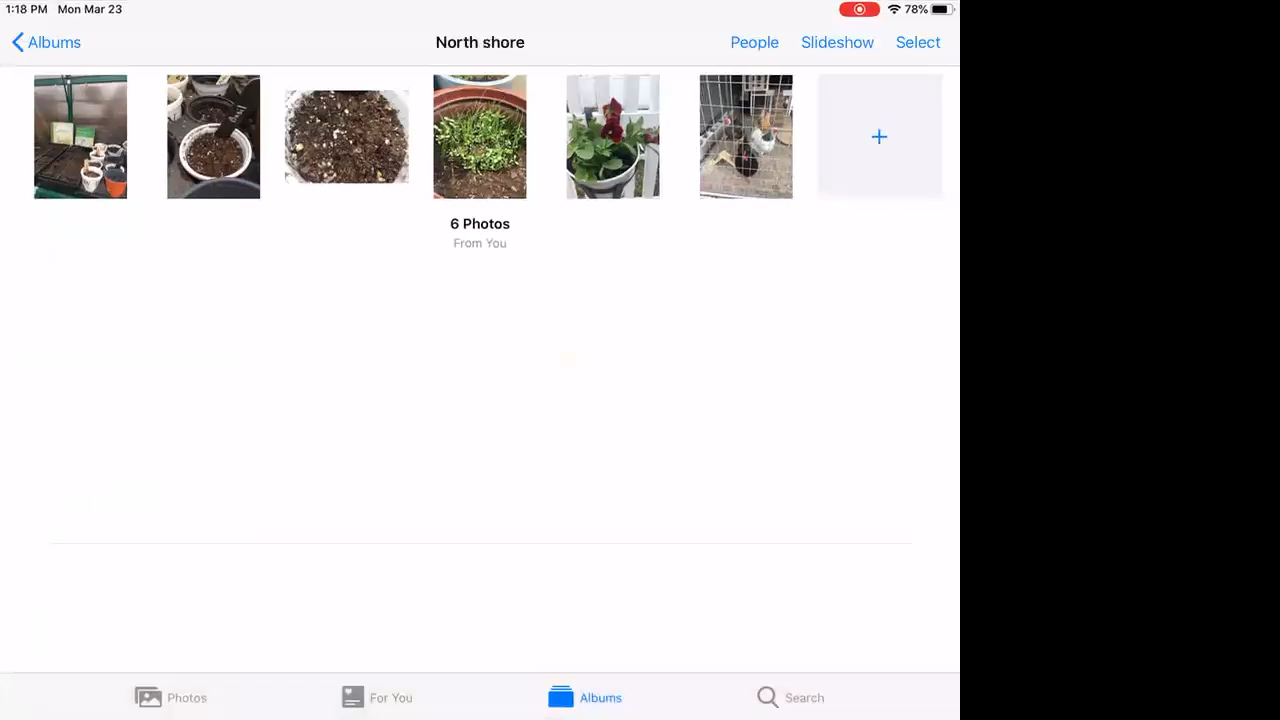 1:18 PM Mon Mar 23 78%
Albums North shore People Slideshow Select
6 Photos
From You
Photos For You Albums Search